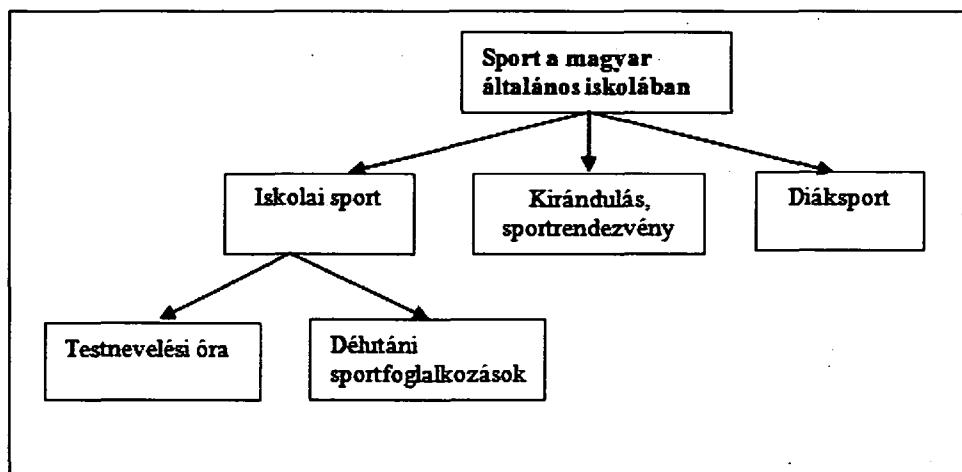 Sport a magyar
általános iskolában
Iskolai sport
Kirándulás,
sportrendezvény
Diáksport
Testnevelési óra
Délutáni
sportfoglalkozások